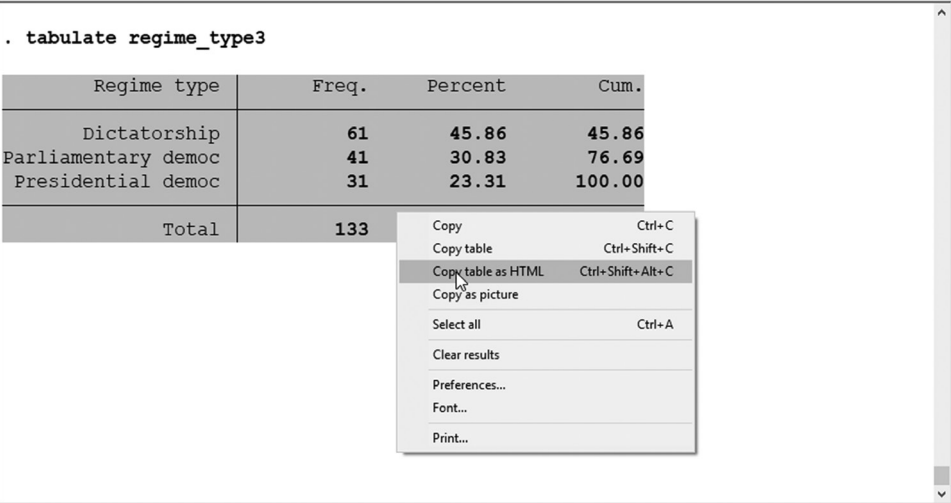 . tabulate regime_type3
Regime type Freq. Percent Cum.
Dictatorship 61 45.86 45.86
Parliamentary democ 41 30.83 76.69
Presidential democ 31 23.31 100.00
Total 133
Copy Ctrl+C
Copy table Ctrl+Shift+C
Copy table as HTML Ctrl+Shift+Alt+C
Copy as picture
Select all Ctrl+A
Clear results
Preferences...
Font...
Print...